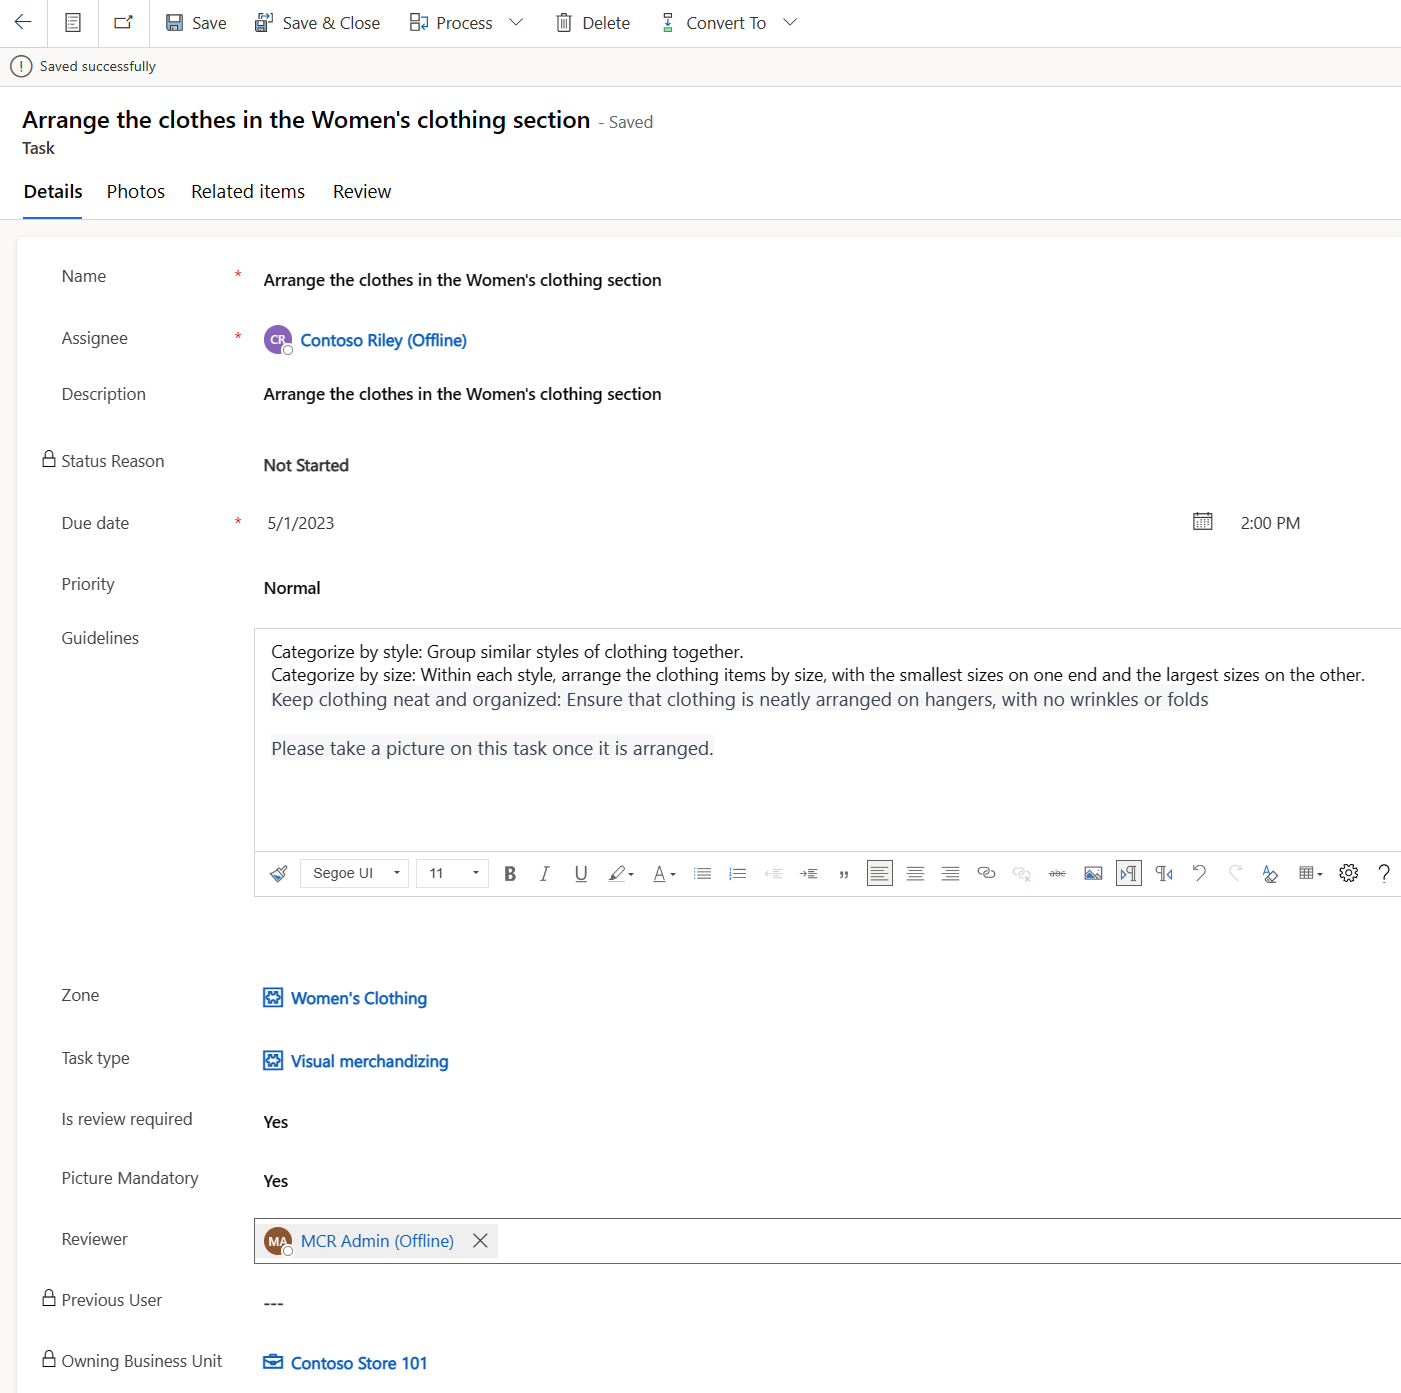 Save Save & Close Process Delete Convert To
Saved successfully
Arrange the clothes in the Women's clothing section - Saved
Task
Details Photos Related items Review
Name * Arrange the clothes in the Women's clothing section
Assignee * CR Contoso Riley (Offline)
Description Arrange the clothes in the Women's clothing section
Status Reason Not Started
Due date * 5/1/2023 2:00 PM
Priority Normal
Guidelines
Categorize by style: Group similar styles of clothing together.
Categorize by size: Within each style, arrange the clothing items by size, with the smallest sizes on one end and the largest sizes on the other.
Keep clothing neat and organized: Ensure that clothing is neatly arranged on hangers, with no wrinkles or folds
Please take a picture on this task once it is arranged.
Segoe UI 11 B I U A abc ?
Zone Women's Clothing
Task type Visual merchandizing
Is review required Yes
Picture Mandatory Yes
Reviewer MA MCR Admin (Offline)
Previous User ---
Owning Business Unit Contoso Store 101